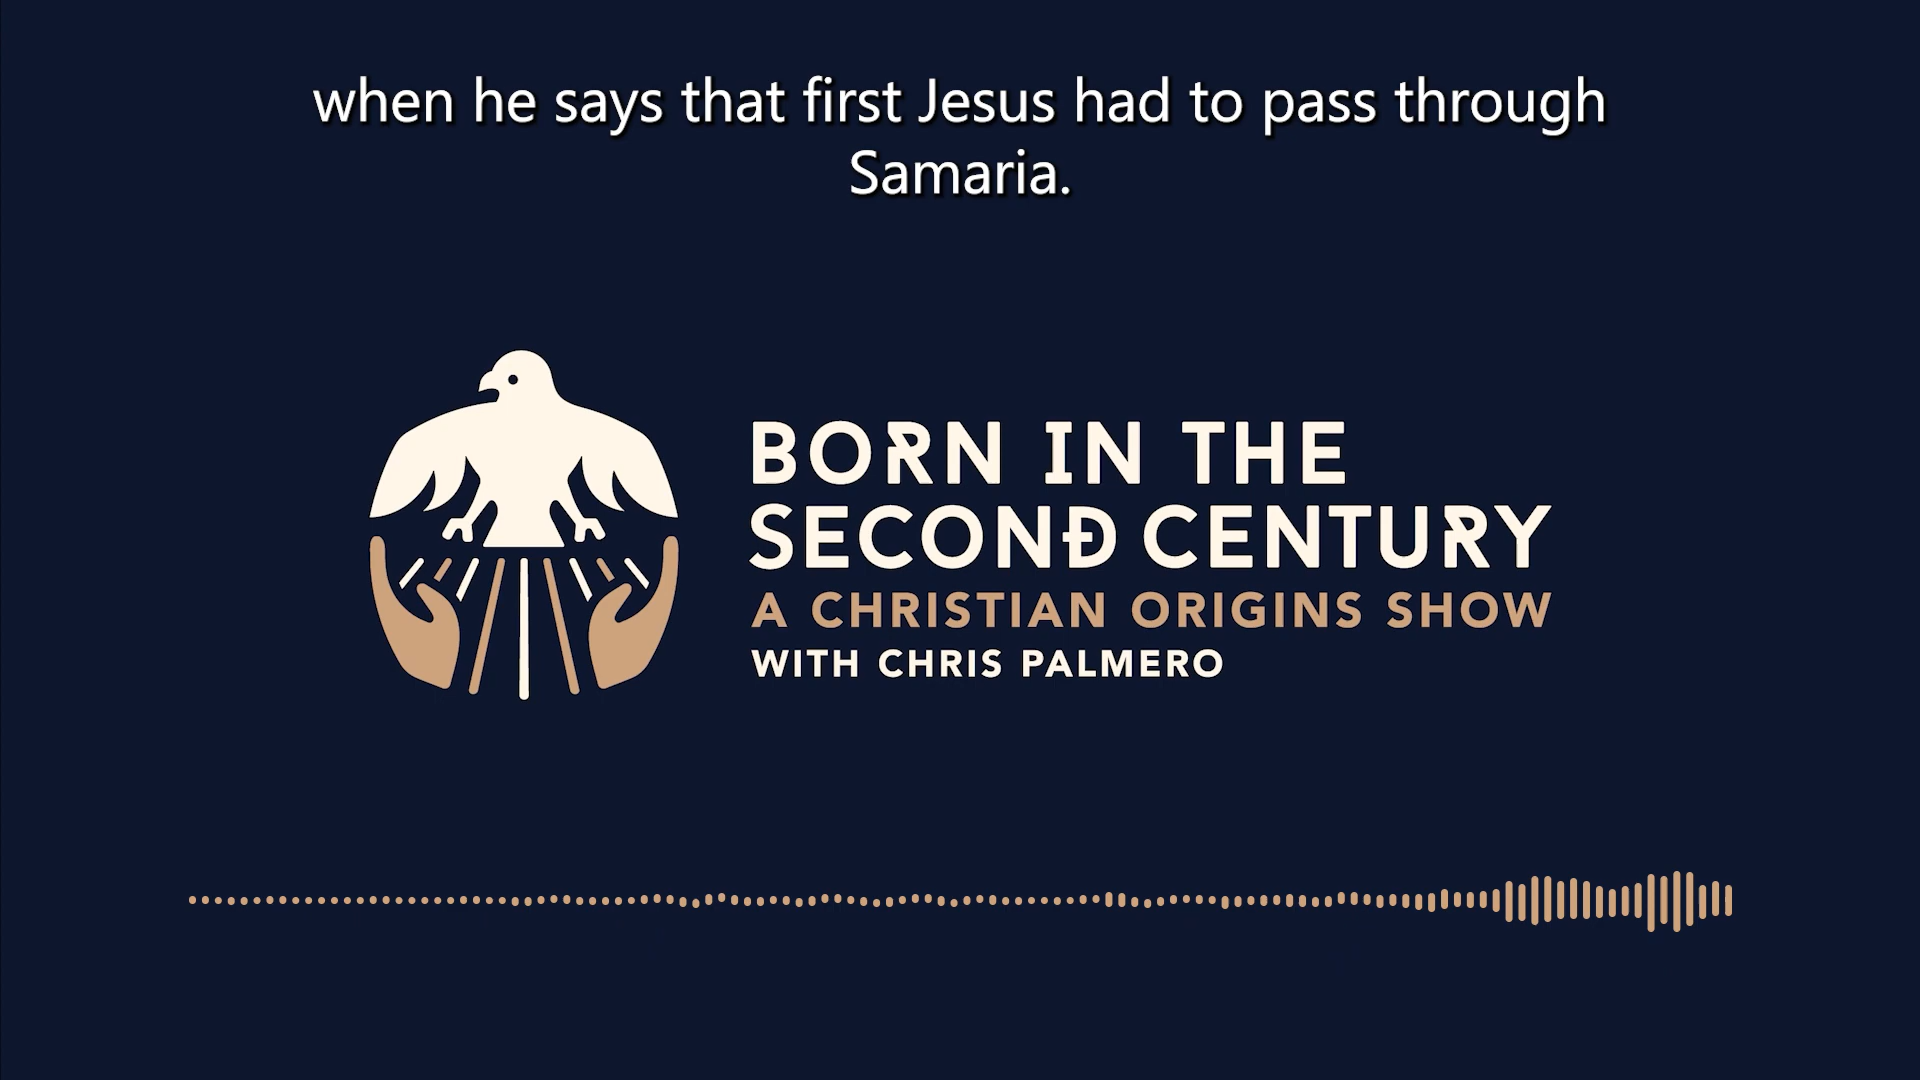 when he says that first Jesus had to pass through
Samaria.
BORN IN THE
SECOND CENTURY
A CHRISTIAN ORIGINS SHOW
WITH CHRIS PALMERO